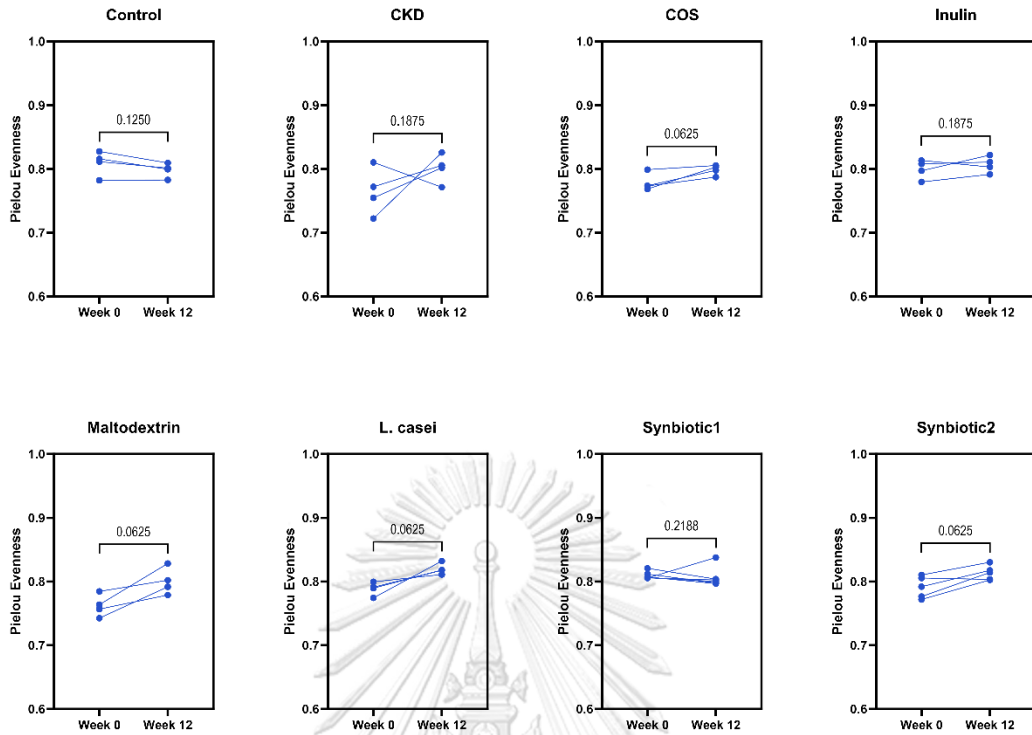 Control
1.0
0.9
0.8
0.7
0.6
Pielou Evenness
0.1250
Week 0 Week 12
CKD
1.0
0.9
0.8
0.7
0.6
Pielou Evenness
0.1875
Week 0 Week 12
COS
1.0
0.9
0.8
0.7
0.6
Pielou Evenness
0.0625
Week 0 Week 12
Inulin
1.0
0.9
0.8
0.7
0.6
Pielou Evenness
0.1875
Week 0 Week 12
Maltodextrin
1.0
0.9
0.8
0.7
0.6
Pielou Evenness
0.0625
Week 0 Week 12
L. casei
1.0
0.9
0.8
0.7
0.6
Pielou Evenness
0.0625
Week 0 Week 12
Synbiotic1
1.0
0.9
0.8
0.7
0.6
Pielou Evenness
0.2188
Week 0 Week 12
Synbiotic2
1.0
0.9
0.8
0.7
0.6
Pielou Evenness
0.0625
Week 0 Week 12